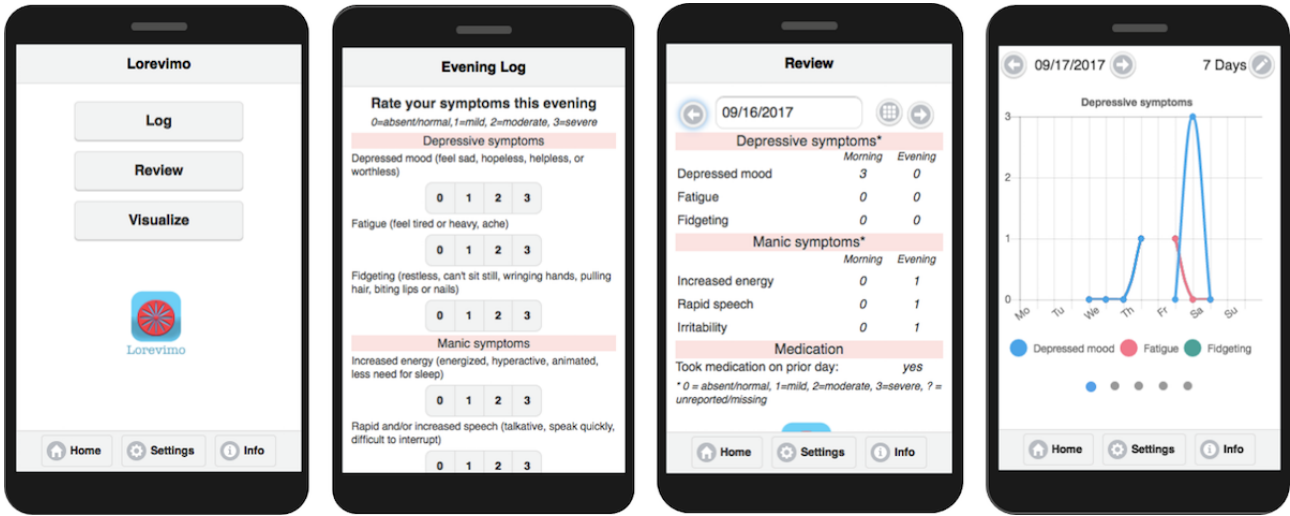 Lorevimo
Log
Review
Visualize
Lorevimo
Home Settings Info
Evening Log
Rate your symptoms this evening
0=absent/normal,1=mild, 2=moderate, 3=severe
Depressive symptoms
Depressed mood (feel sad, hopeless, helpless, or
worthless)
0 1 2 3
Fatigue (feel tired or heavy, ache)
0 1 2 3
Fidgeting (restless, can't sit still, wringing hands, pulling
hair, biting lips or nails)
0 1 2 3
Manic symptoms
Increased energy (energized, hyperactive, animated,
less need for sleep)
0 1 2 3
Rapid and/or increased speech (talkative, speak quickly,
difficult to interrupt)
0 1 2 3
Review
09/16/2017
Depressive symptoms*
Morning Evening
Depressed mood 3 0
Fatigue 0 0
Fidgeting 0 0
Manic symptoms*
Morning Evening
Increased energy 0 1
Rapid speech 0 1
Irritability 0 1
Medication
Took medication on prior day: yes
* 0 = absent/normal, 1=mild, 2=moderate, 3=severe, ? =
unreported/missing
Home Settings Info
09/17/2017 7 Days
Depressive symptoms
3
2
1
0
Mo Tu We Th Fr Sa Su
Depressed mood Fatigue Fidgeting
Home Settings Info